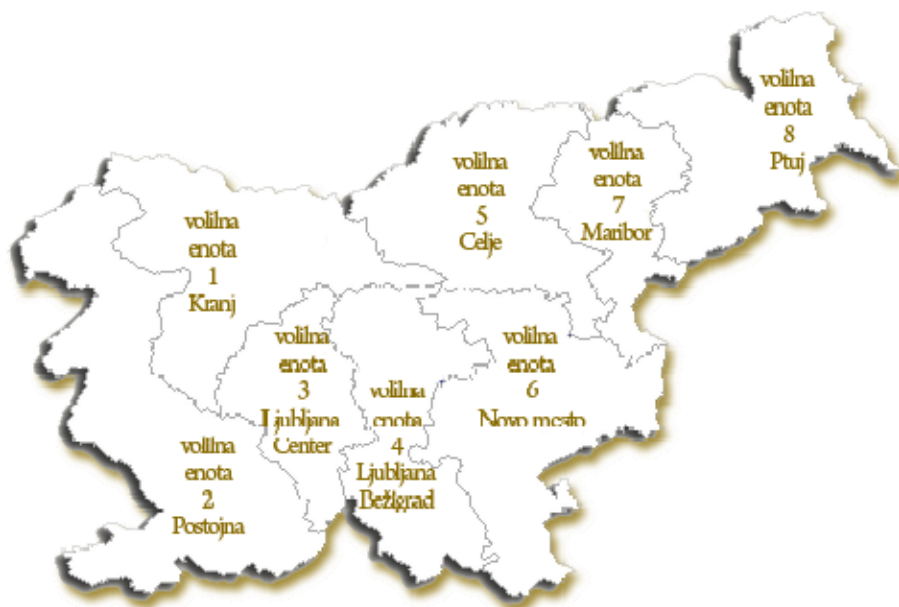 volilna
enota
8
Ptuj
volilna
enota
7
Maribor
volilna
enota
5
Celje
volilna
enota
1
Kranj
volilna
enota
3
Ljubljana
Center
volilna
enota
6
Novo mesto
volilna
enota
4
Ljubljana
Bežigrad
volilna
enota
2
Postojna